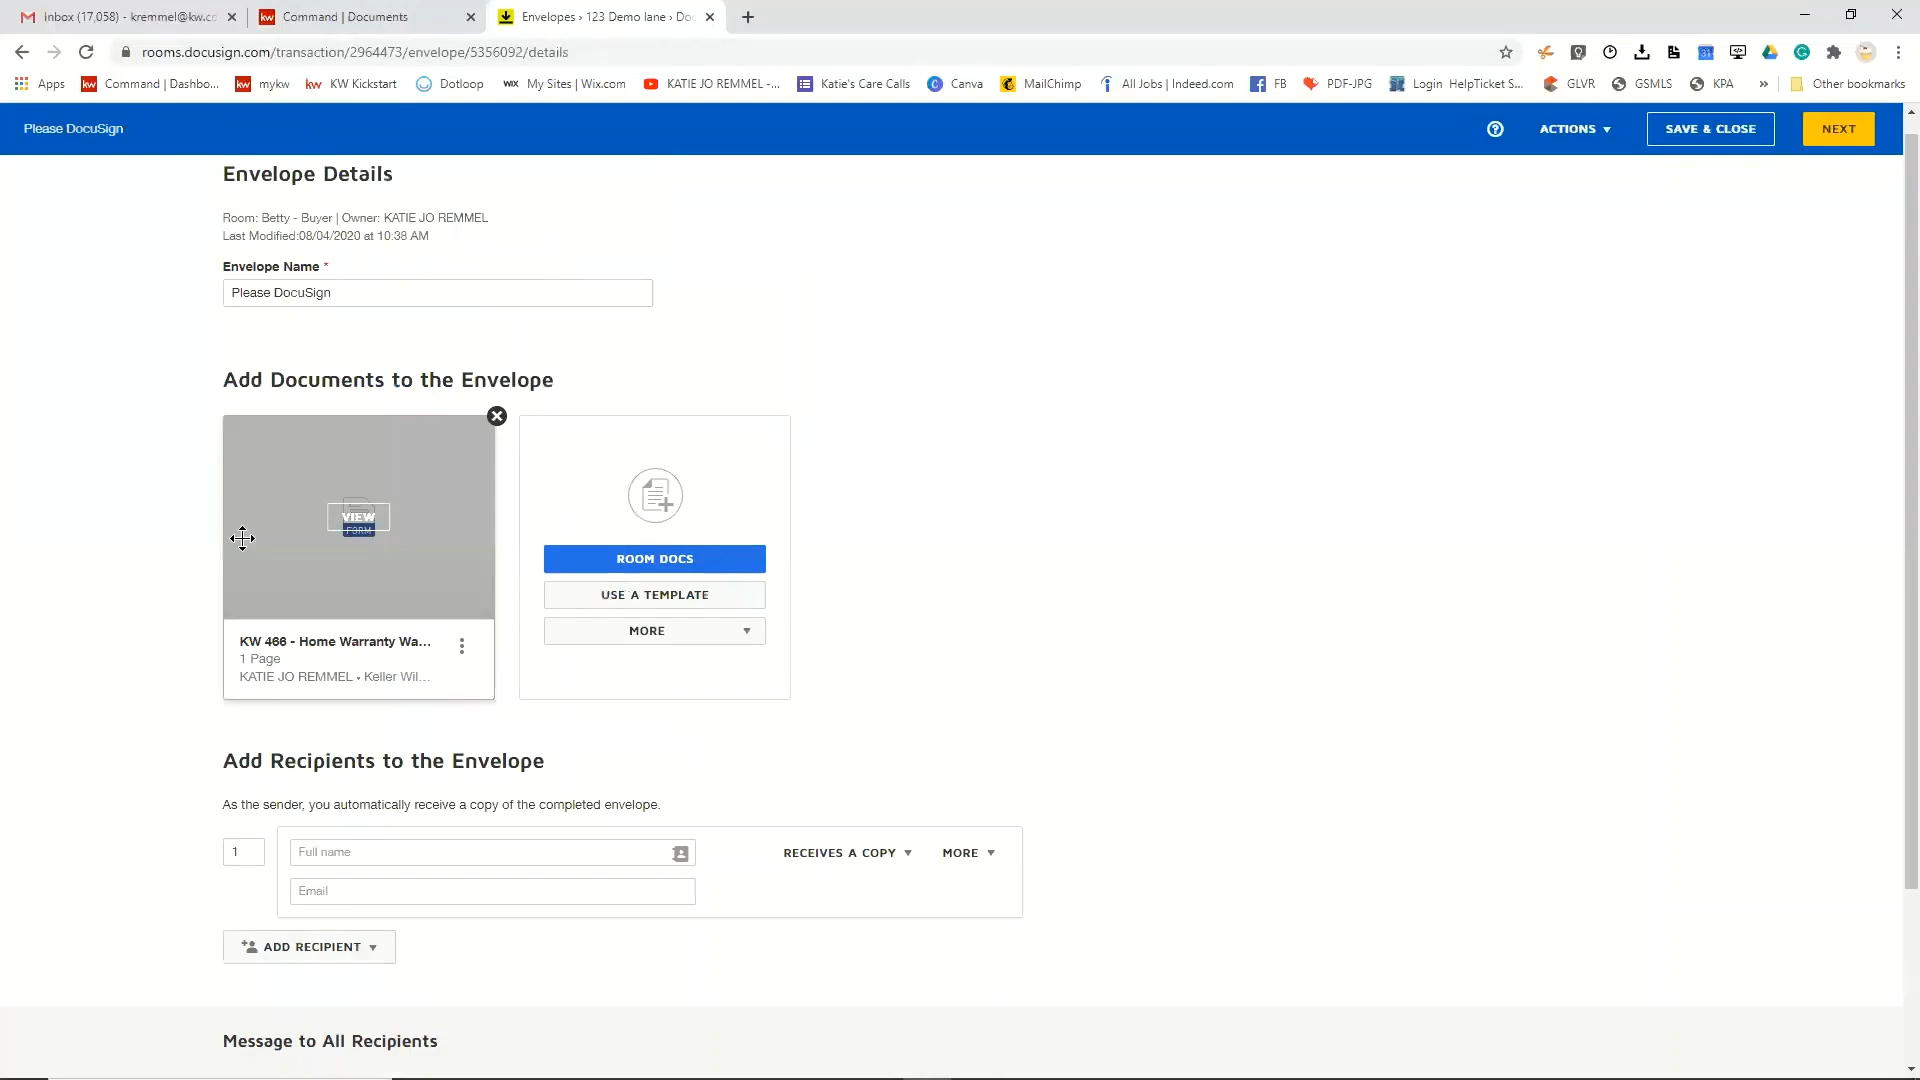 Inbox (17,058) - kremmel@kw.c
Command | Documents
Envelopes › 123 Demo lane › Doc
rooms.docusign.com/transaction/2964473/envelope/5356092/details
Apps
Command | Dashbo...
mykw
KW Kickstart
Dotloop
WIX My Sites | Wix.com
KATIE JO REMMEL -...
Katie's Care Calls
Canva
MailChimp
All Jobs | Indeed.com
FB
PDF-JPG
Login HelpTicket S...
GLVR
GSMLS
KPA
»
Other bookmarks
Please DocuSign
ACTIONS
SAVE & CLOSE
NEXT
Envelope Details
Room: Betty - Buyer | Owner: KATIE JO REMMEL
Last Modified:08/04/2020 at 10:38 AM
Envelope Name *
Please DocuSign
Add Documents to the Envelope
VIEW
FORM
KW 466 - Home Warranty Wa...
1 Page
KATIE JO REMMEL • Keller Wil...
ROOM DOCS
USE A TEMPLATE
MORE
Add Recipients to the Envelope
As the sender, you automatically receive a copy of the completed envelope.
1
Full name
RECEIVES A COPY
MORE
Email
ADD RECIPIENT
Message to All Recipients